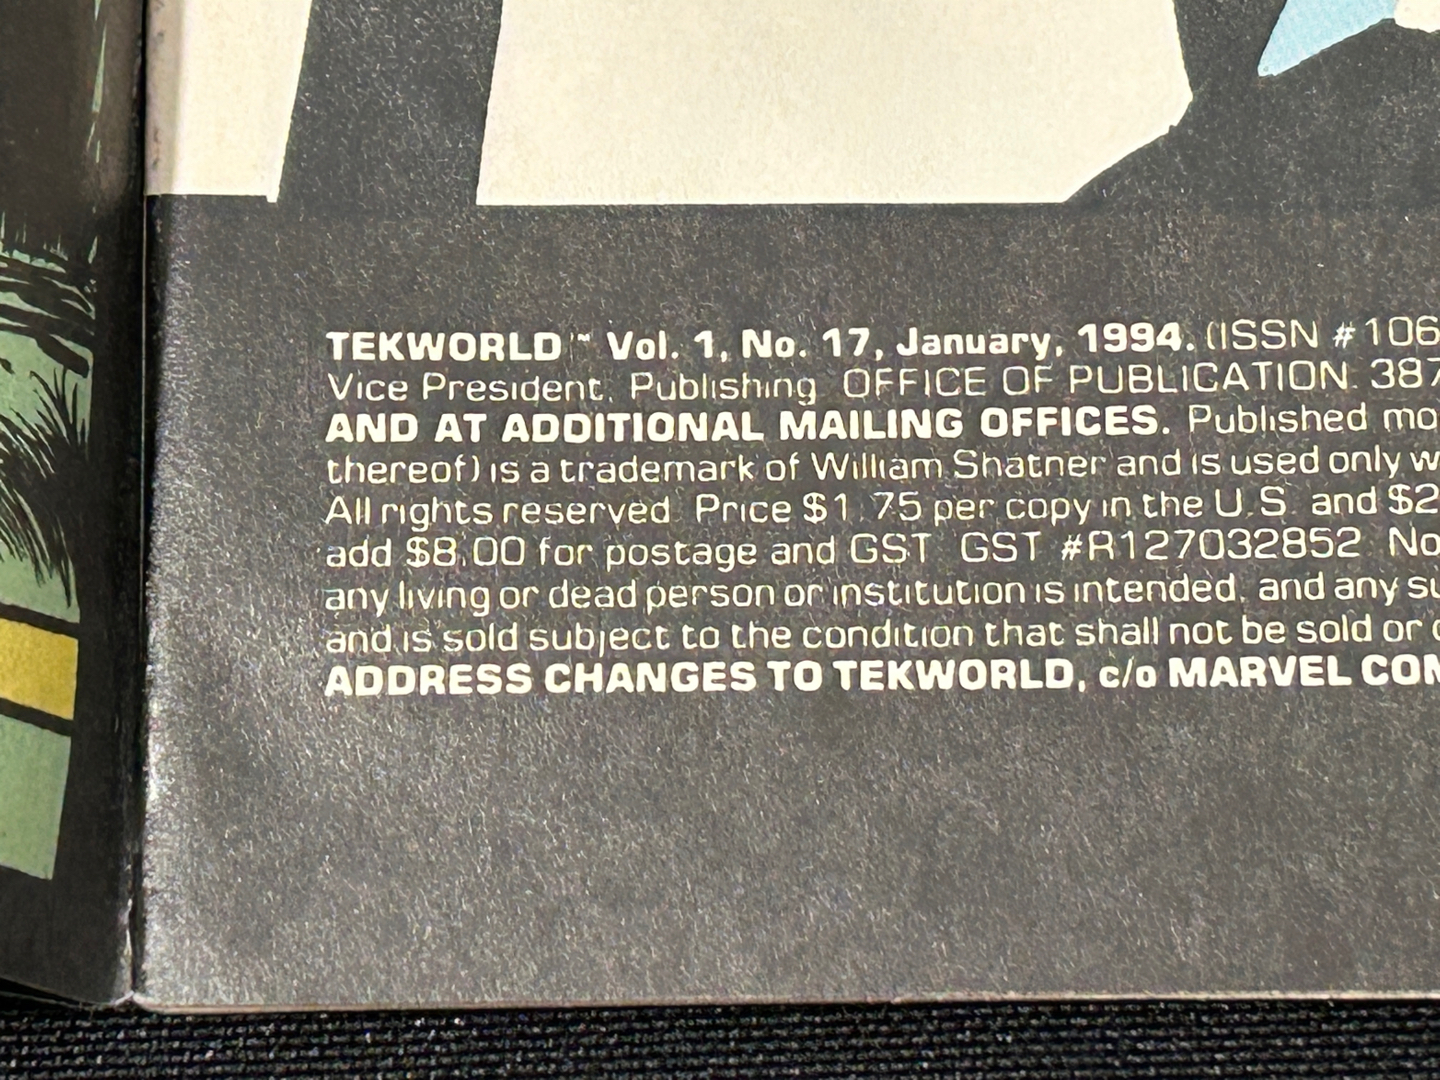 TEKWORLD™ Vol. 1, No. 17, January, 1994. (ISSN #106
Vice President, Publishing. OFFICE OF PUBLICATION: 387
AND AT ADDITIONAL MAILING OFFICES. Published mo
thereof) is a trademark of William Shatner and is used only w
All rights reserved. Price $1.75 per copy in the U.S. and $2
add $8.00 for postage and GST. GST #R127032852. No
any living or dead person or institution is intended, and any su
and is sold subject to the condition that shall not be sold or
ADDRESS CHANGES TO TEKWORLD, c/o MARVEL COM